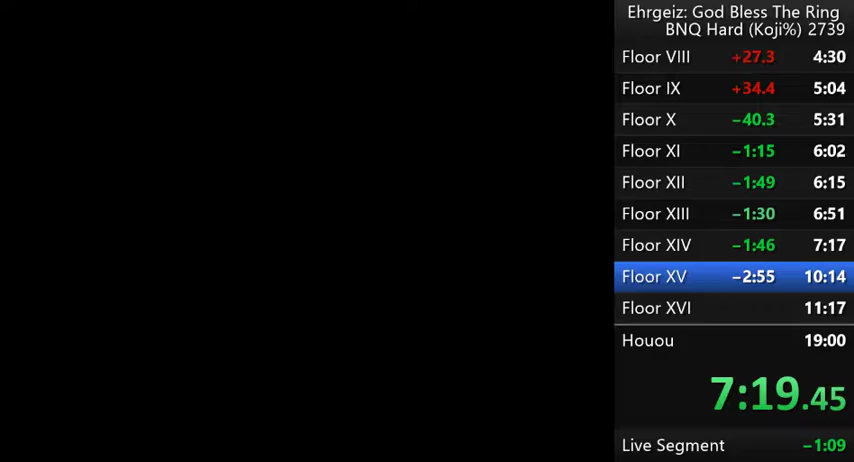 Ehrgeiz: God Bless The Ring
BNQ Hard (Koji%) 2739
Floor VIII +27.3 4:30
Floor IX +34.4 5:04
Floor X −40.3 5:31
Floor XI −1:15 6:02
Floor XII −1:49 6:15
Floor XIII −1:30 6:51
Floor XIV −1:46 7:17
Floor XV −2:55 10:14
Floor XVI 11:17
Houou 19:00
7:19.45
Live Segment −1:09